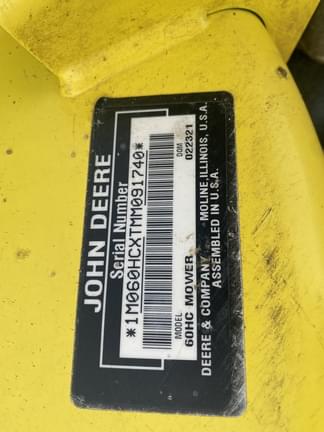 JOHN DEERE
Serial Number
*1M060HCXTMM091740*
MODEL DOM
60HC MOWER 022321
DEERE & COMPANY MOLINE, ILLINOIS, U.S.A.
ASSEMBLED IN U.S.A.